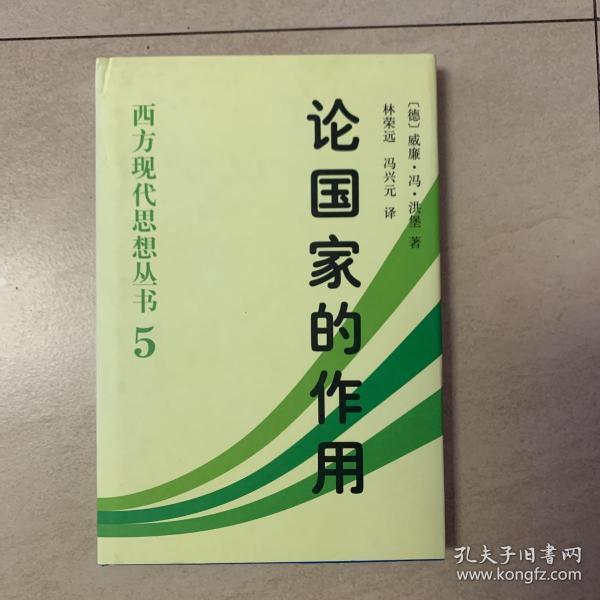 〔德〕威廉·冯·洪堡 著
林荣远 冯兴元 译
论国家的作用
西方现代思想丛书 5
孔夫子旧书网
www.kongfz.com